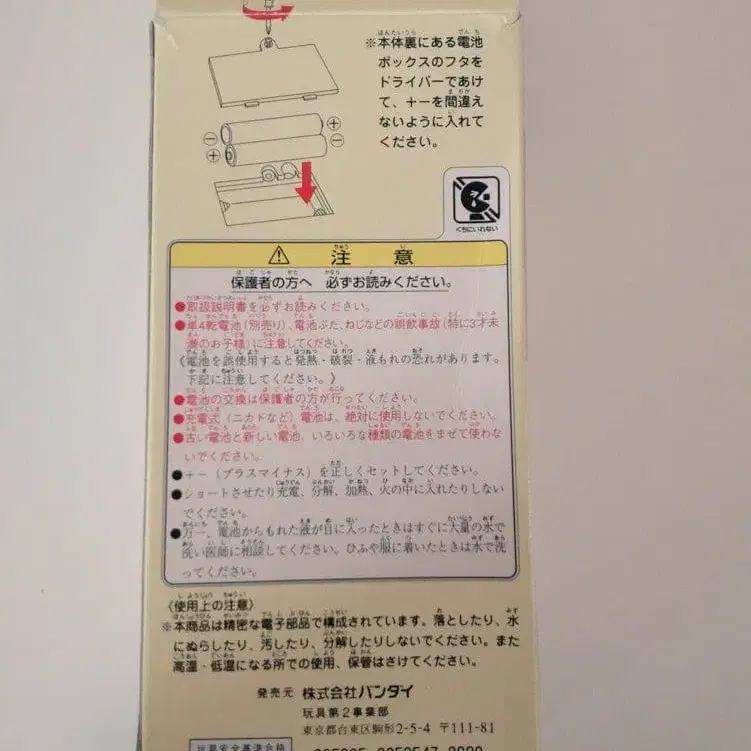 ※本体裏にある電池
ボックスのフタを
ドライバーであけ
て、+−を間違え
ないように入れて
ください。
+
−
−
+
くちにいれない
注意
保護者の方へ 必ずお読みください。
●取扱説明書を必ずお読みください。
●単4乾電池(別売り)、電池ぶた、ねじなどの誤飲事故(特に3才未
満のお子様)に注意してください。
〈電池を誤使用すると発熱・破裂・液もれの恐れがあります。
下記に注意してください。〉
●電池の交換は保護者の方が行ってください。
●充電式(ニカドなど)電池は、絶対に使用しないでください。
●古い電池と新しい電池、いろいろな種類の電池をまぜて使わな
いでください。
●+−(プラスマイナス)を正しくセットしてください。
●ショートさせたり充電、分解、加熱、火の中に入れたりしない
でください。
●万一、電池からもれた液が目に入ったときはすぐに大量の水で
洗い医師に相談してください。ひふや服に着いたときは水で洗
ってください。
〈使用上の注意〉
※本商品は精密な電子部品で構成されています。落としたり、水
にぬらしたり、汚したり、分解したりしないでください。また
高温・低温になる所での使用、保管はさけてください。
発売元 株式会社バンダイ
玩具第2事業部
東京都台東区駒形2-5-4 〒111-81
玩具安全基準合格